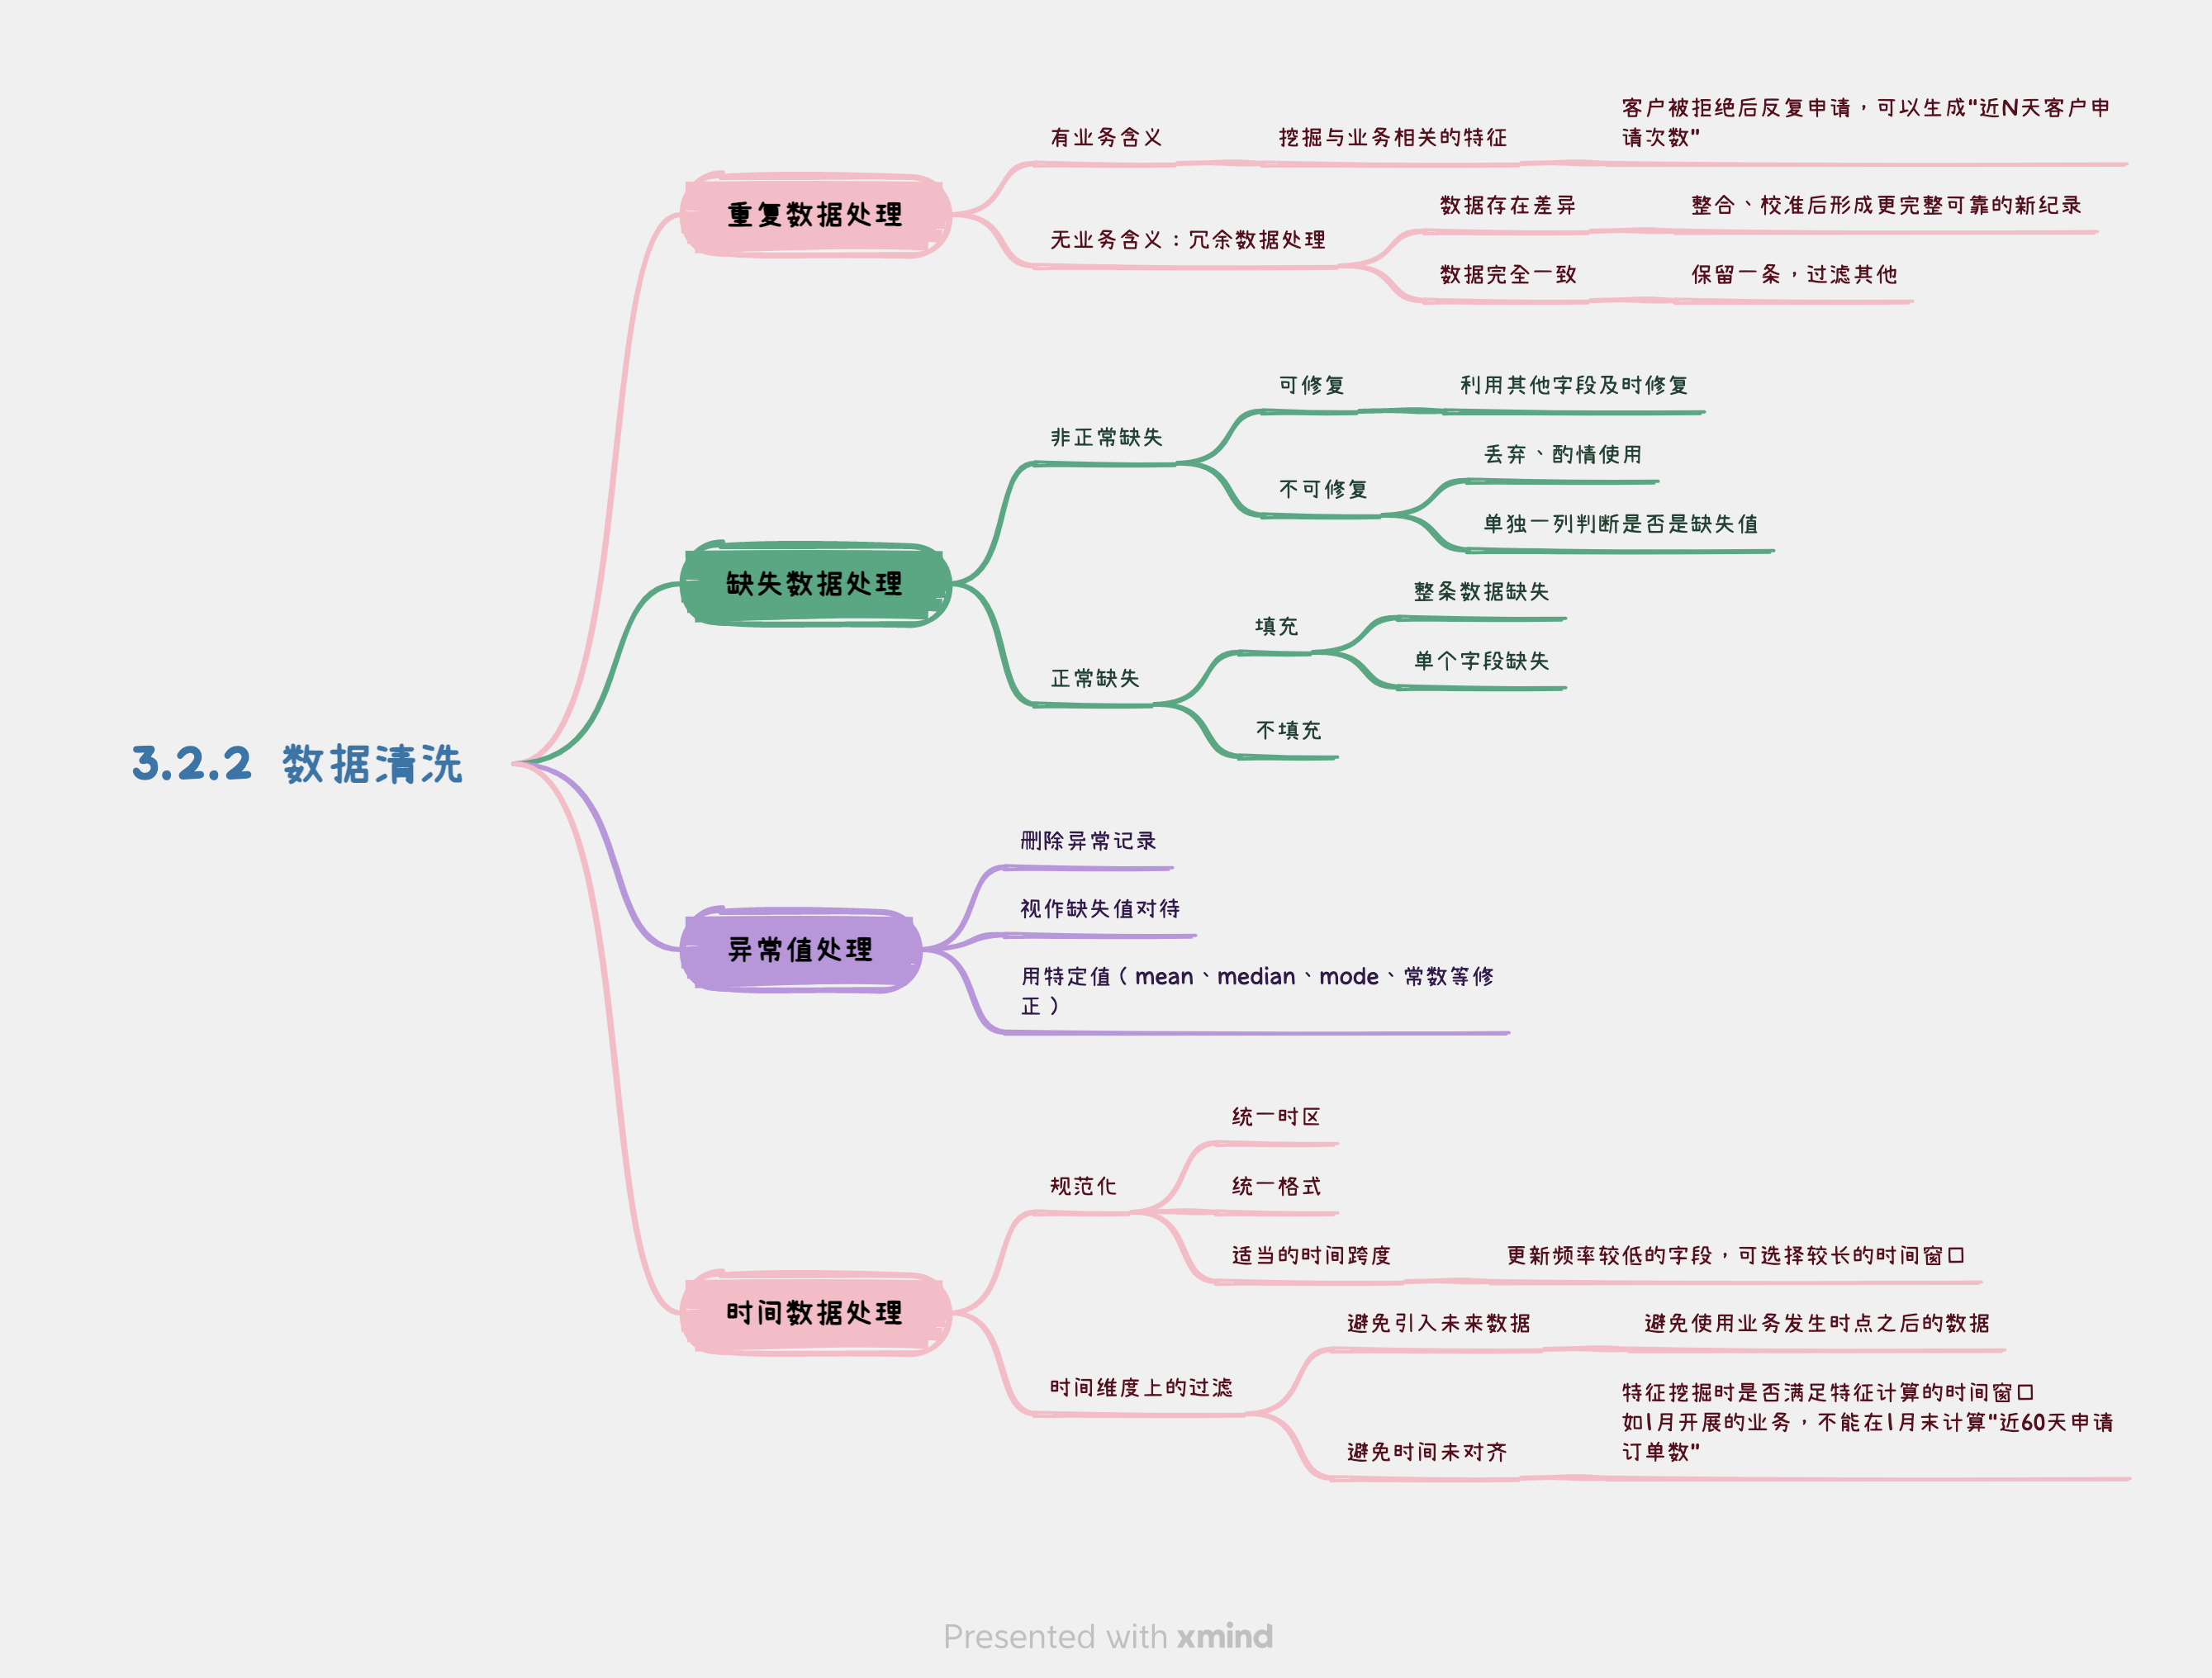 3.2.2 数据清洗
重复数据处理
有业务含义
挖掘与业务相关的特征
客户被拒绝后反复申请，可以生成"近N天客户申
请次数"
无业务含义：冗余数据处理
数据存在差异
整合、校准后形成更完整可靠的新纪录
数据完全一致
保留一条，过滤其他
缺失数据处理
非正常缺失
可修复
利用其他字段及时修复
不可修复
丢弃、酌情使用
单独一列判断是否是缺失值
正常缺失
填充
整条数据缺失
单个字段缺失
不填充
异常值处理
删除异常记录
视作缺失值对待
用特定值（mean、median、mode、常数等修
正）
时间数据处理
规范化
统一时区
统一格式
适当的时间跨度
更新频率较低的字段，可选择较长的时间窗口
时间维度上的过滤
避免引入未来数据
避免使用业务发生时点之后的数据
避免时间未对齐
特征挖掘时是否满足特征计算的时间窗口
如1月开展的业务，不能在1月末计算"近60天申请
订单数"
Presented with xmind